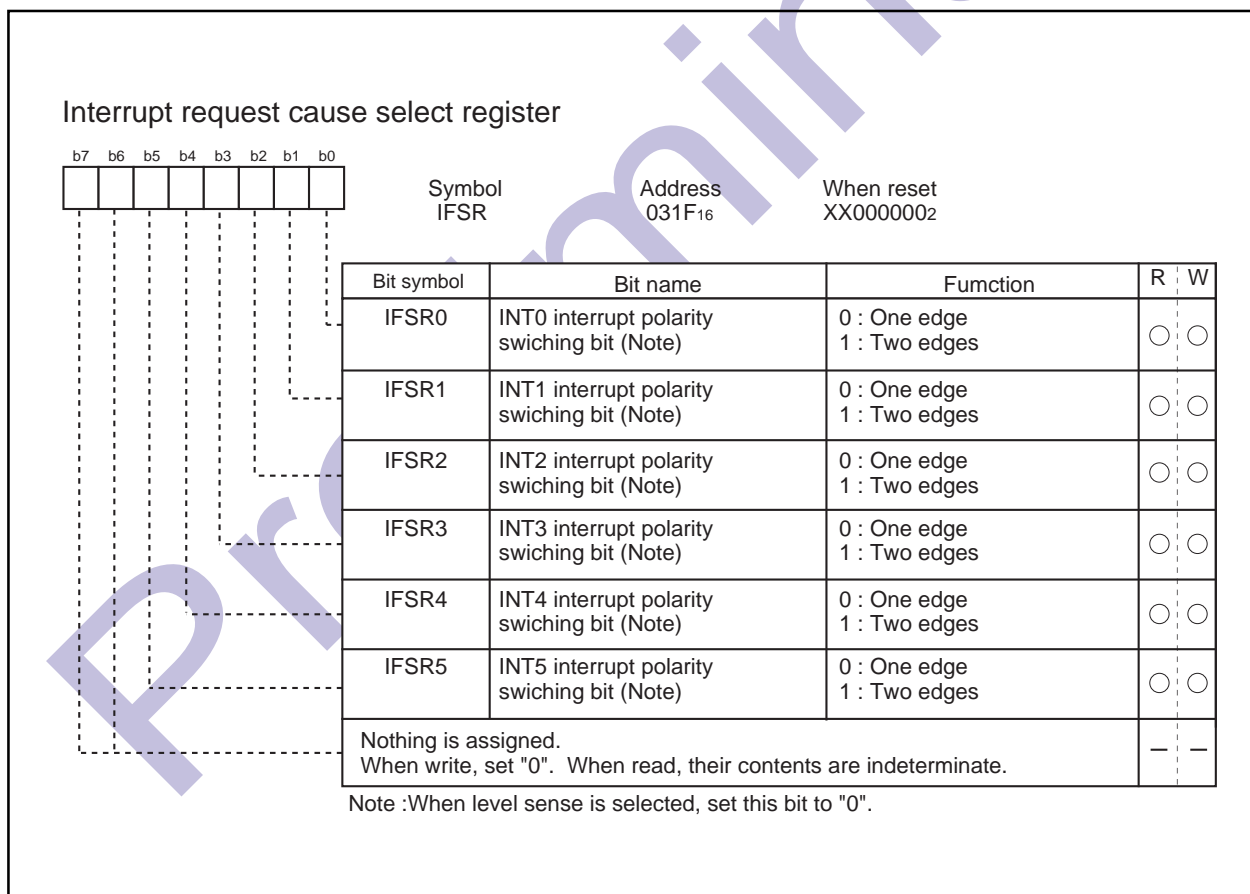 Interrupt request cause select register
b7 b6 b5 b4 b3 b2 b1 b0
Symbol Address When reset
IFSR 031F16 XX0000002
Bit symbol Bit name Fumction R W
IFSR0 INT0 interrupt polarity 0 : One edge
swiching bit (Note) 1 : Two edges
IFSR1 INT1 interrupt polarity 0 : One edge
swiching bit (Note) 1 : Two edges
IFSR2 INT2 interrupt polarity 0 : One edge
swiching bit (Note) 1 : Two edges
IFSR3 INT3 interrupt polarity 0 : One edge
swiching bit (Note) 1 : Two edges
IFSR4 INT4 interrupt polarity 0 : One edge
swiching bit (Note) 1 : Two edges
IFSR5 INT5 interrupt polarity 0 : One edge
swiching bit (Note) 1 : Two edges
Nothing is assigned.
When write, set "0". When read, their contents are indeterminate.
– –
Note :When level sense is selected, set this bit to "0".